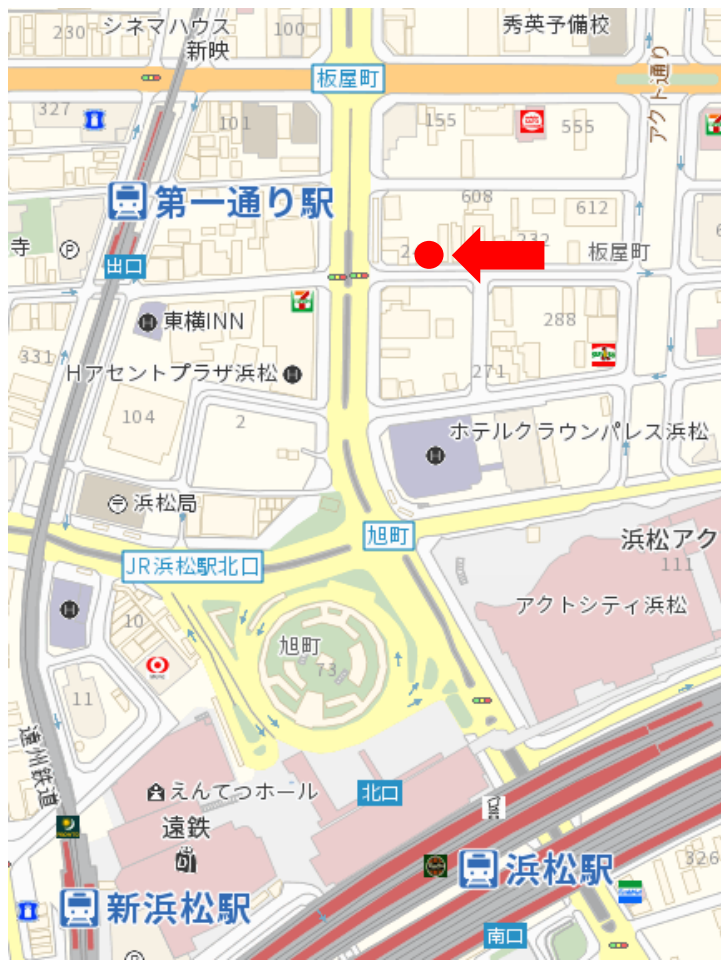 230
シネマハウス
新映
100
秀英予備校
板屋町
アクト通り
327
101
155
555
第一通り駅
608
612
232
板屋町
寺
P
出口
東横INN
288
331
Hアセントプラザ浜松
H
271
104
2
ホテルクラウンパレス浜松
H
浜松局
旭町
浜松アク
111
JR浜松駅北口
アクトシティ浜松
H
10
旭町
73
11
遠州鉄道
えんてつホール
北口
遠鉄
326
浜松駅
新浜松駅
南口
P